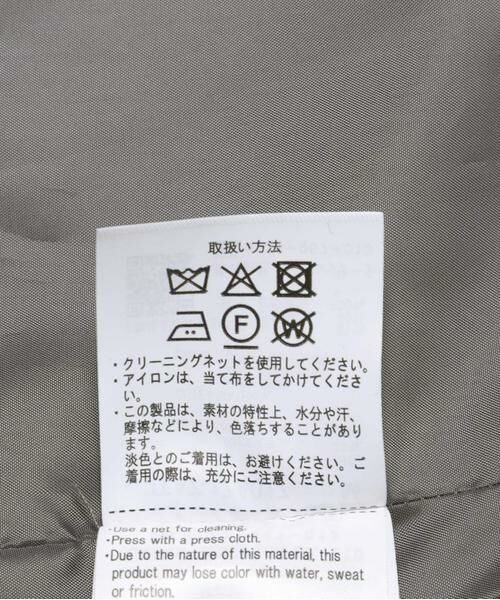 取扱い方法
F
W
・クリーニングネットを使用してください。
・アイロンは、当て布をしてかけてくださ
い。
・この製品は、素材の特性上、水分や汗、
摩擦などにより、色落ちすることがあり
ます。
淡色とのご着用は、お避けください。ご
着用の際は、充分にご注意ください。
・Use a net for cleaning.
・Press with a press cloth.
・Due to the nature of this material, this
product may lose color with water, sweat
or friction.